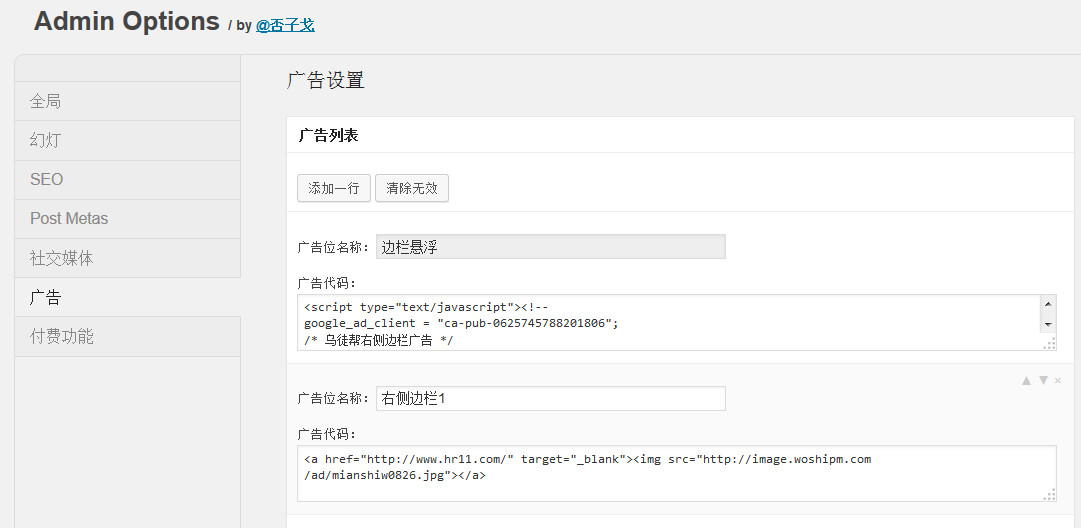 Admin Options / by @否子戈
全局
幻灯
SEO
Post Metas
社交媒体
广告
付费功能
广告设置
广告列表
添加一行 清除无效
广告位名称: 边栏悬浮
广告代码:
<script type="text/javascript"><!--
google_ad_client = "ca-pub-0625745788201806";
/* 乌徒帮右侧边栏广告 */
▲ ▼ ×
广告位名称: 右侧边栏1
广告代码:
<a href="http://www.hr11.com/" target="_blank"><img src="http://image.woshipm.com
/ad/mianshiw0826.jpg"></a>